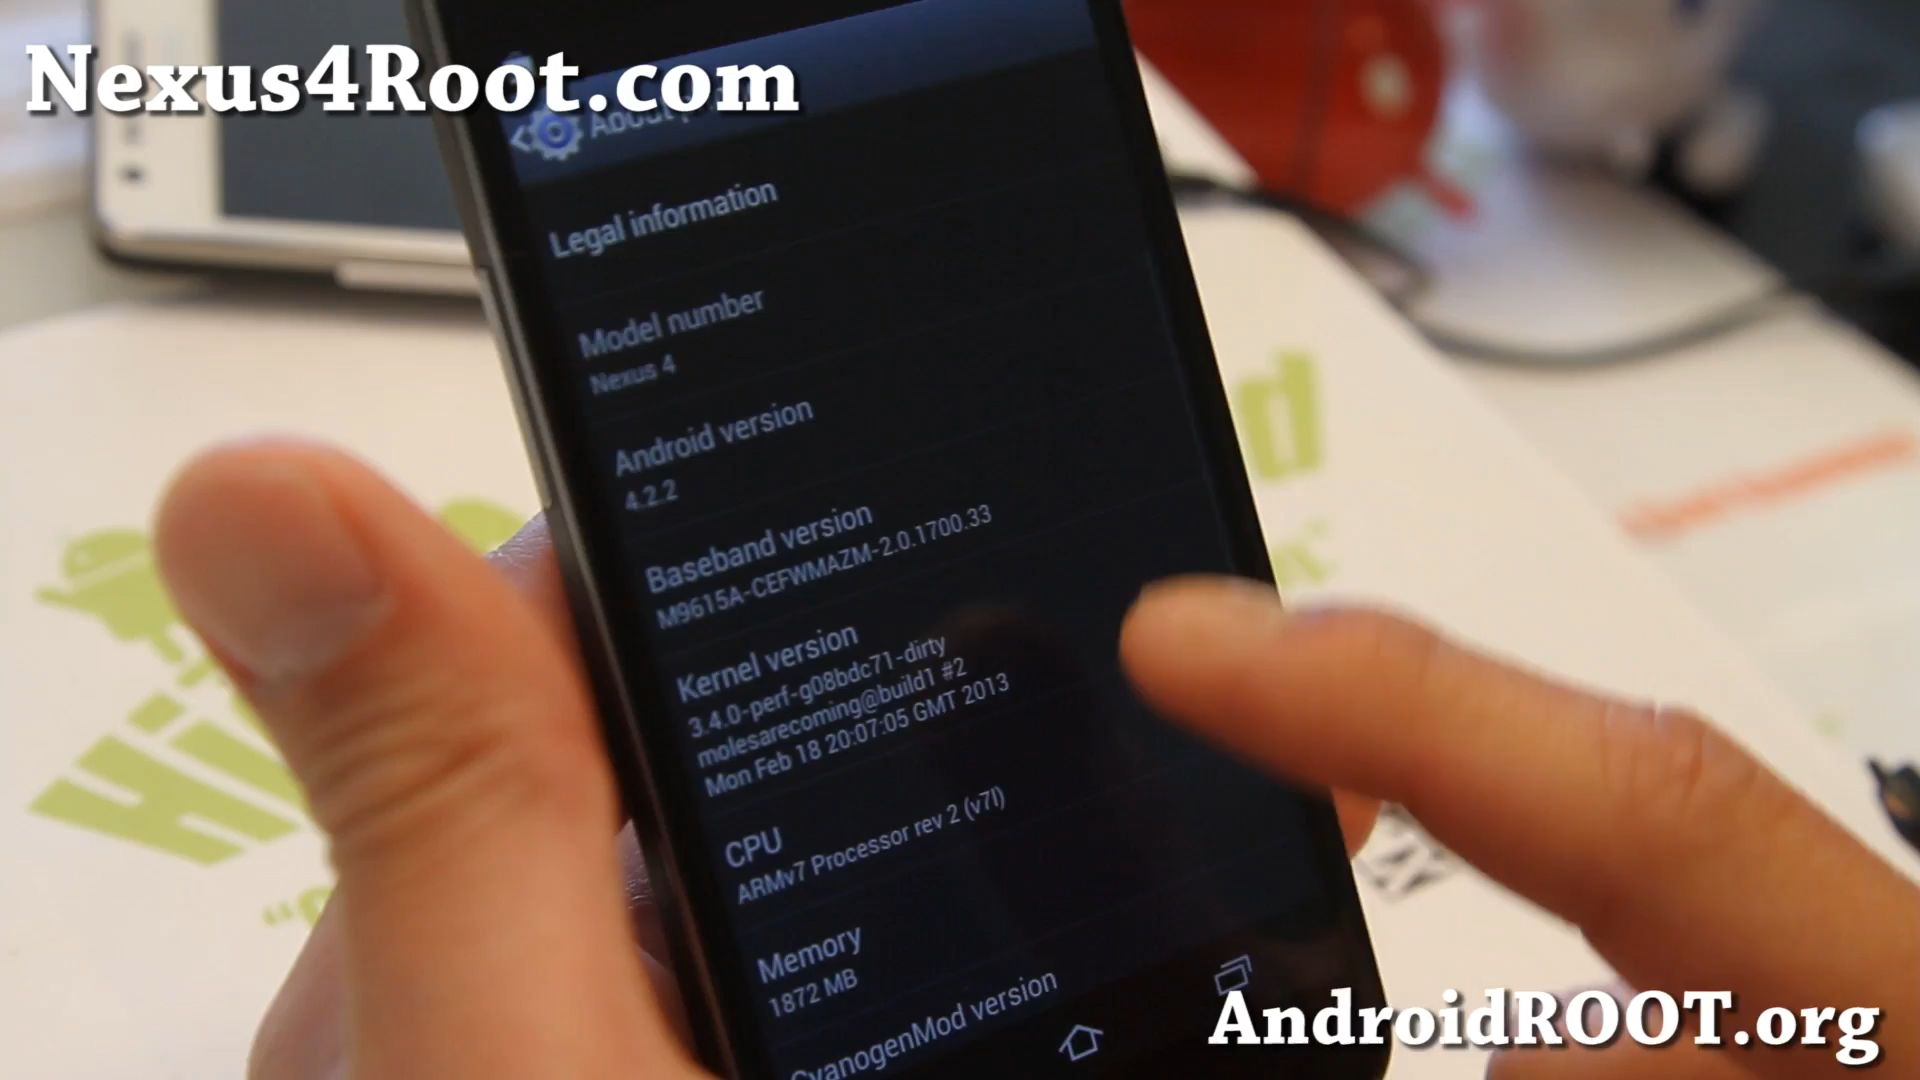 Nexus4Root.com
About
Legal information
Model number
Nexus 4
Android version
4.2.2
Baseband version
M9615A-CEFWMAZM-2.0.1700.33
Kernel version
3.4.0-perf-g08bdc71-dirty
molesarecoming@build1 #2
Mon Feb 18 20:07:05 GMT 2013
CPU
ARMv7 Processor rev 2 (v7l)
Memory
1872 MB
CyanogenMod version
AndroidROOT.org